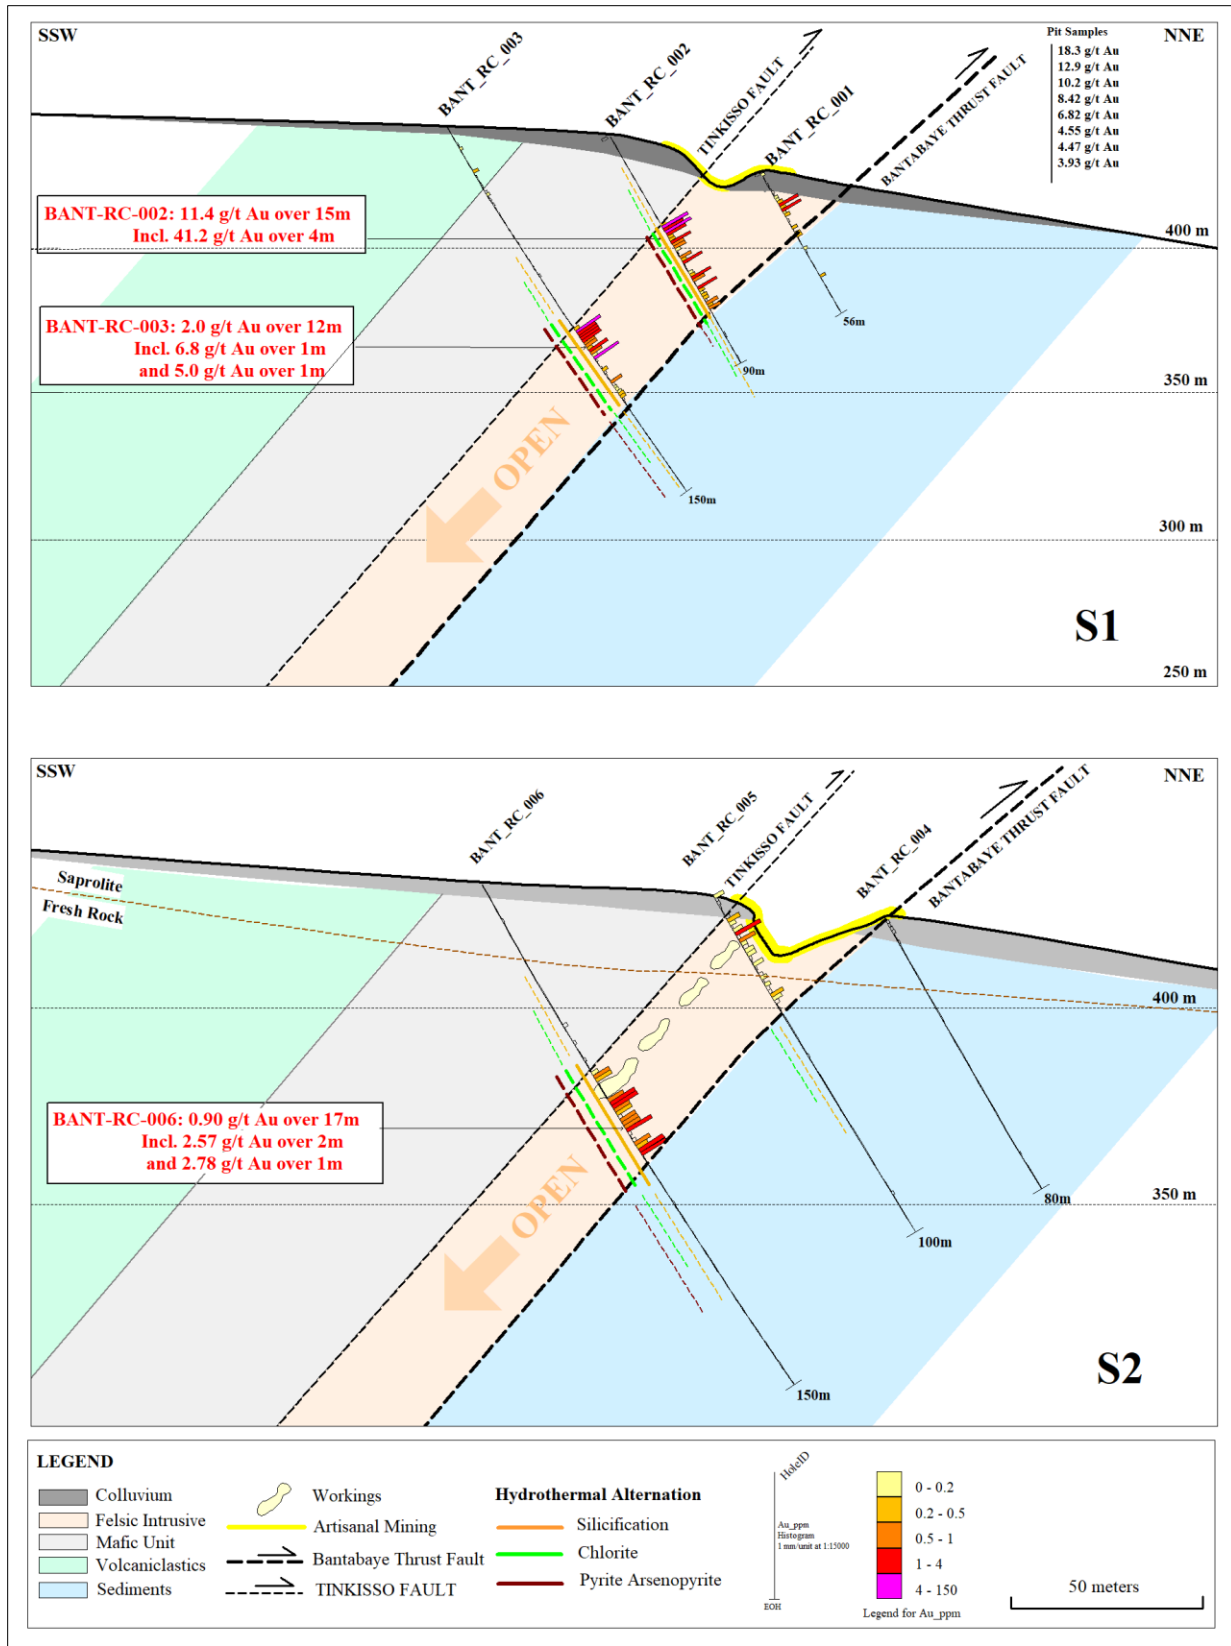 SSW
BANT_RC_003
BANT_RC_002
TINKISSO FAULT
BANT_RC_001
BANTABAYE THRUST FAULT
Pit Samples
18.3 g/t Au
12.9 g/t Au
10.2 g/t Au
8.42 g/t Au
6.82 g/t Au
4.55 g/t Au
4.47 g/t Au
3.93 g/t Au
NNE
BANT-RC-002: 11.4 g/t Au over 15m
Incl. 41.2 g/t Au over 4m
400 m
BANT-RC-003: 2.0 g/t Au over 12m
Incl. 6.8 g/t Au over 1m
and 5.0 g/t Au over 1m
56m
90m
350 m
OPEN
150m
300 m
S1
250 m
SSW
BANT_RC_006
BANT_RC_005
TINKISSO FAULT
BANT_RC_004
BANTABAYE THRUST FAULT
NNE
Saprolite
Fresh Rock
400 m
BANT-RC-006: 0.90 g/t Au over 17m
Incl. 2.57 g/t Au over 2m
and 2.78 g/t Au over 1m
OPEN
80m
350 m
100m
S2
150m
LEGEND
Colluvium
Felsic Intrusive
Mafic Unit
Volcaniclastics
Sediments
Workings
Artisanal Mining
Bantabaye Thrust Fault
TINKISSO FAULT
Hydrothermal Alternation
Silicification
Chlorite
Pyrite Arsenopyrite
HoleID
Au_ppm
Histogram
1 mm/unit at 1:15000
EOH
0 - 0.2
0.2 - 0.5
0.5 - 1
1 - 4
4 - 150
Legend for Au_ppm
50 meters